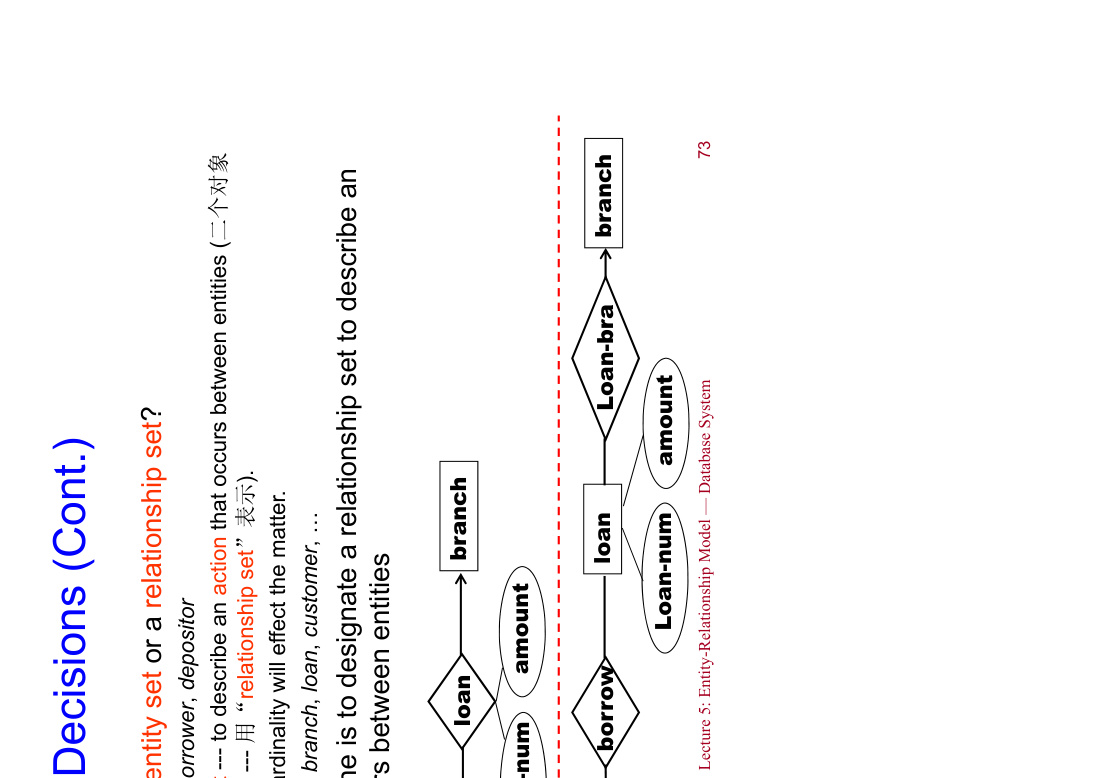 Decisions (Cont.)
entity set or a relationship set?
orrower, depositor
: --- to describe an action that occurs between entities (二个对象
--- 用 “relationship set” 表示).
ardinality will effect the matter.
branch, loan, customer, …
ne is to designate a relationship set to describe an
rs between entities
loan
branch
-num
amount
borrow
loan
Loan-bra
branch
Loan-num
amount
Lecture 5: Entity-Relationship Model — Database System
73